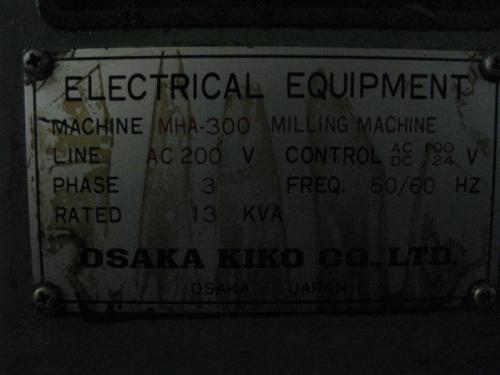 ELECTRICAL EQUIPMENT
MACHINE MHA-300 MILLING MACHINE
LINE AC 200 V CONTROL AC 100 DC 24 V
PHASE 3 FREQ. 50/60 HZ
RATED 13 KVA
OSAKA KIKO CO., LTD.
OSAKA JAPAN